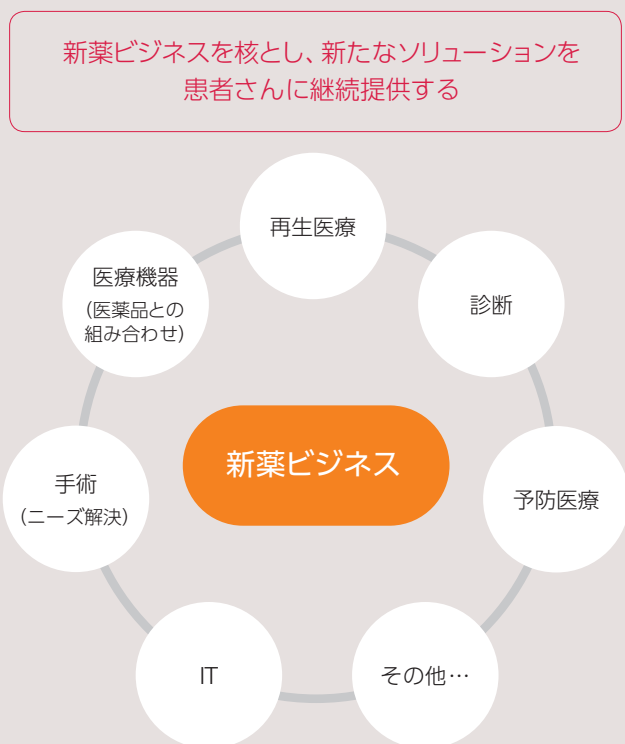 新薬ビジネスを核とし、新たなソリューションを
患者さんに継続提供する
再生医療
医療機器
(医薬品との
組み合わせ)
診断
新薬ビジネス
手術
(ニーズ解決)
予防医療
IT
その他…